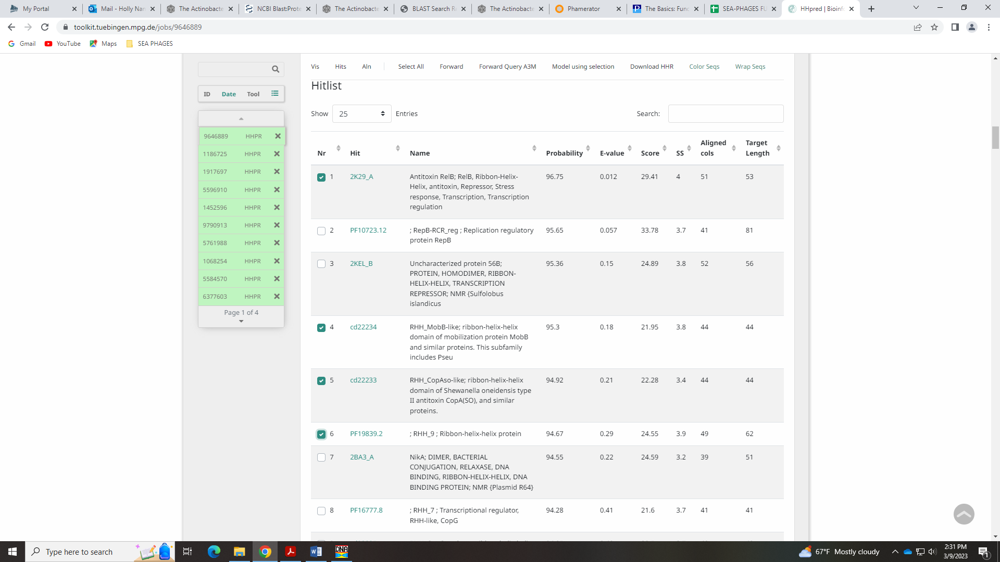 My Portal
Mail - Holly Nan
The Actinobacte
NCBI Blast:Prote
The Actinobacte
BLAST Search Re
The Actinobacte
Phamerator
The Basics: Func
SEA-PHAGES FU
HHpred | Bioinfo
toolkit.tuebingen.mpg.de/jobs/9646889
Gmail YouTube Maps SEA PHAGES
Vis Hits Aln Select All Forward Forward Query A3M Model using selection Download HHR Color Seqs Wrap Seqs
Hitlist
ID Date Tool
9646889 HHPR
1186725 HHPR
1917697 HHPR
5596910 HHPR
1452596 HHPR
9790913 HHPR
5761988 HHPR
1068254 HHPR
5584570 HHPR
6377603 HHPR
Page 1 of 4
Show 25 Entries Search:
Nr Hit Name Probability E-value Score SS Aligned cols Target Length
1 2K29_A Antitoxin RelB; RelB, Ribbon-Helix- 96.75 0.012 29.41 4 51 53
Helix, antitoxin, Repressor, Stress
response, Transcription, Transcription
regulation
2 PF10723.12 ; RepB-RCR_reg ; Replication regulatory 95.65 0.057 33.78 3.7 41 81
protein RepB
3 2KEL_B Uncharacterized protein 56B; 95.36 0.15 24.89 3.8 52 56
PROTEIN, HOMODIMER, RIBBON-
HELIX-HELIX, TRANSCRIPTION
REPRESSOR; NMR {Sulfolobus
islandicus
4 cd22234 RHH_MobB-like; ribbon-helix-helix 95.3 0.18 21.95 3.8 44 44
domain of mobilization protein MobB
and similar proteins. This subfamily
includes Pseu
5 cd22233 RHH_CopAso-like; ribbon-helix-helix 94.92 0.21 22.28 3.4 44 44
domain of Shewanella oneidensis type
II antitoxin CopA(SO), and similar
proteins.
6 PF19839.2 ; RHH_9 ; Ribbon-helix-helix protein 94.67 0.29 24.55 3.9 49 62
7 2BA3_A NikA; DIMER, BACTERIAL 94.55 0.22 24.59 3.2 39 51
CONJUGATION, RELAXASE, DNA
BINDING, RIBBON-HELIX-HELIX, DNA
BINDING PROTEIN; NMR {Plasmid R64}
8 PF16777.8 ; RHH_7 ; Transcriptional regulator, 94.28 0.41 21.6 3.7 41 41
RHH-like, CopG
Type here to search
DNA
67°F Mostly cloudy
2:31 PM
3/9/2023
1